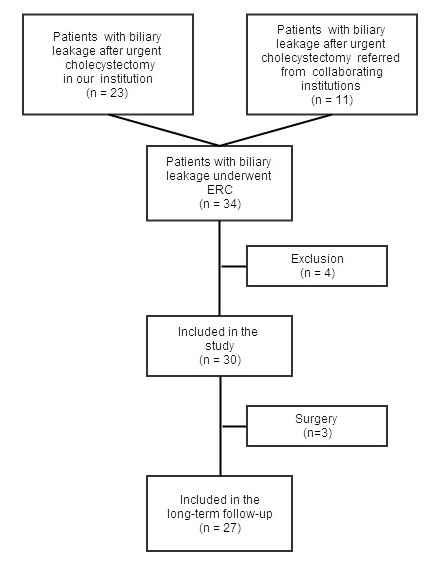 Patients with biliary
leakage after urgent
cholecystectomy
in our institution
(n = 23)
Patients with biliary
leakage after urgent
cholecystectomy referred
from collaborating
institutions
(n = 11)
Patients with biliary
leakage underwent
ERC
(n = 34)
Exclusion
(n = 4)
Included in the
study
(n = 30)
Surgery
(n=3)
Included in the
long-term follow-up
(n = 27)